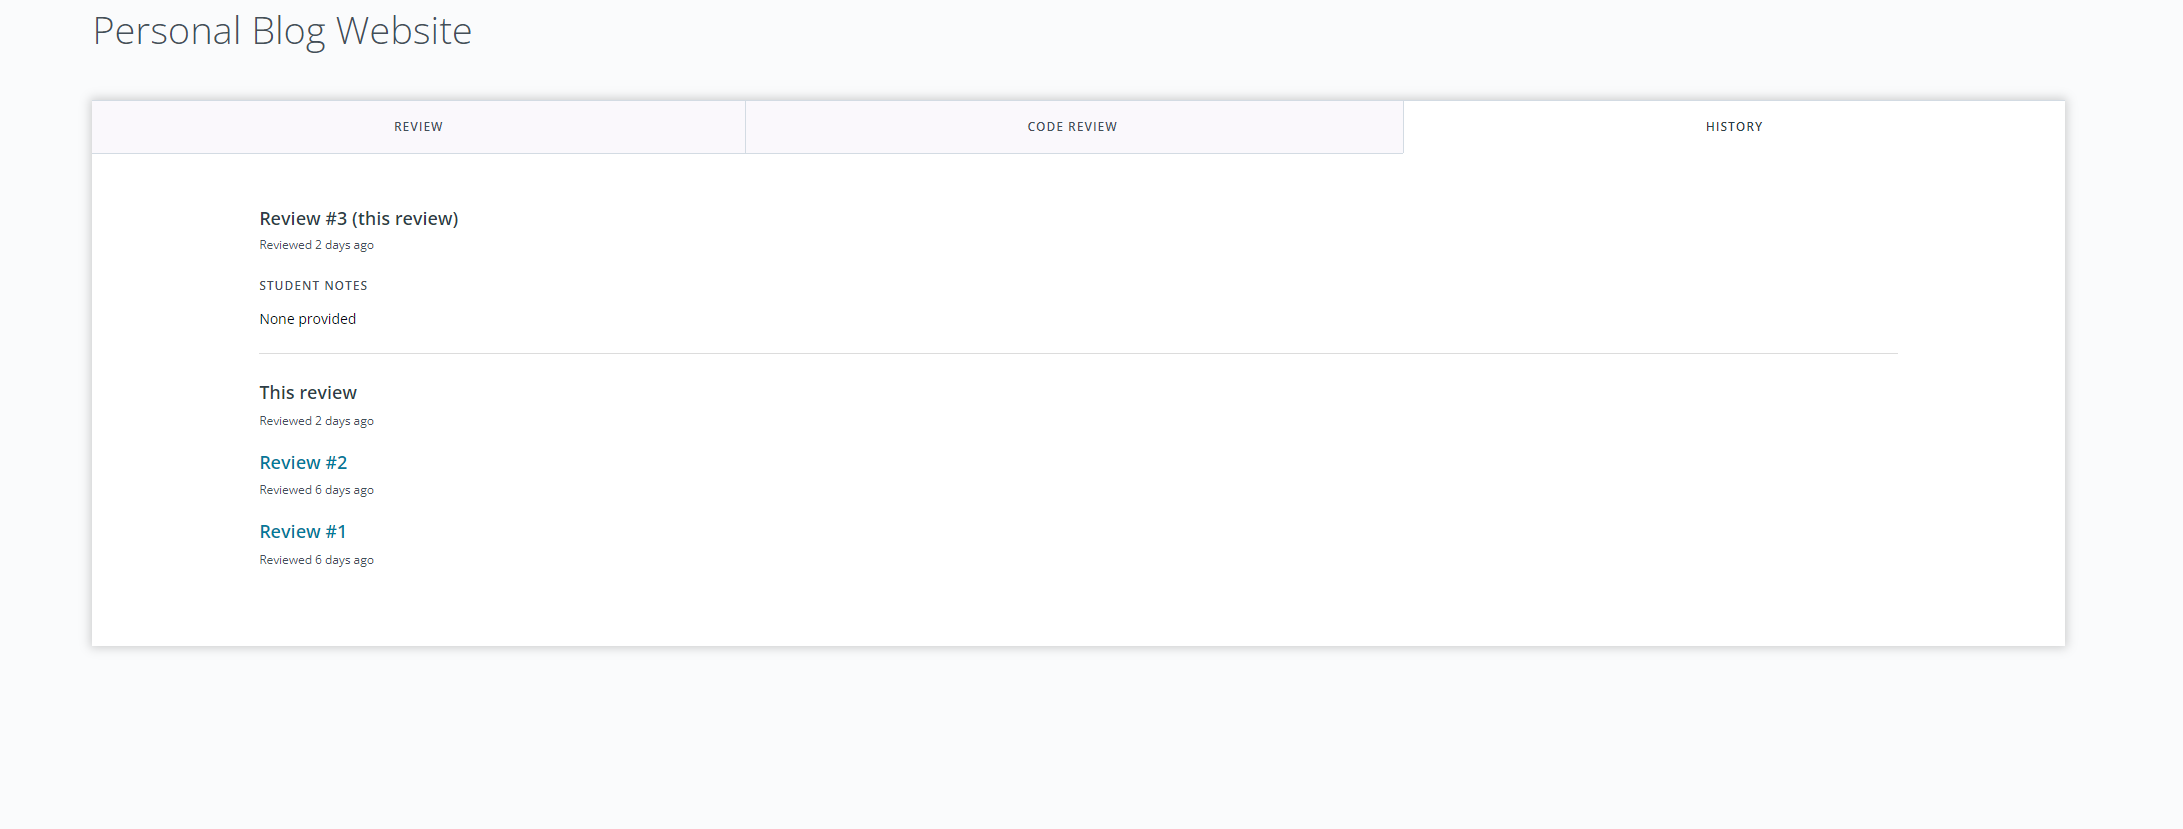 Personal Blog Website
REVIEW
CODE REVIEW
HISTORY
Review #3 (this review)
Reviewed 2 days ago
STUDENT NOTES
None provided
This review
Reviewed 2 days ago
Review #2
Reviewed 6 days ago
Review #1
Reviewed 6 days ago